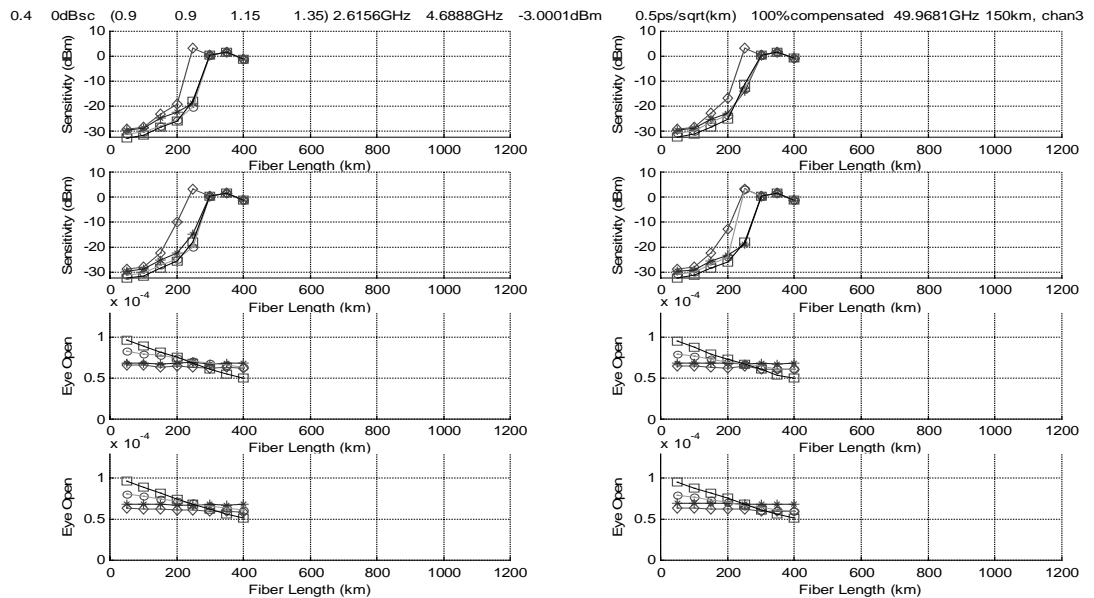 0.4 0dBsc (0.9 0.9 1.15 1.35) 2.6156GHz 4.6888GHz -3.0001dBm 0.5ps/sqrt(km) 100%compensated 49.9681GHz 150km, chan3
10
0
-10
-20
-30
Sensitivity (dBm)
0 200 400 600 800 1000 1200
Fiber Length (km)
10
0
-10
-20
-30
Sensitivity (dBm)
0 200 400 600 800 1000 1200
Fiber Length (km)
10
0
-10
-20
-30
Sensitivity (dBm)
0 200 400 600 800 1000 1200
Fiber Length (km)
10
0
-10
-20
-30
Sensitivity (dBm)
0 200 400 600 800 1000 1200
Fiber Length (km)
x 10^-4
1
0.5
0
Eye Open
0 200 400 600 800 1000 1200
Fiber Length (km)
x 10^-4
1
0.5
0
Eye Open
0 200 400 600 800 1000 1200
Fiber Length (km)
x 10^-4
1
0.5
0
Eye Open
0 200 400 600 800 1000 1200
Fiber Length (km)
x 10^-4
1
0.5
0
Eye Open
0 200 400 600 800 1000 1200
Fiber Length (km)